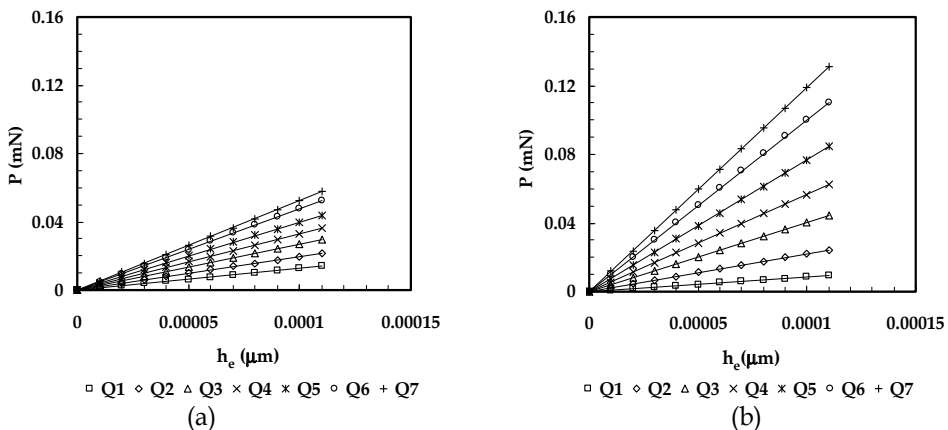 0.16
0.12
0.08
0.04
0
P (mN)
0 0.00005 0.0001 0.00015
hₑ (μm)
□ Q1 ◇ Q2 △ Q3 × Q4 ж Q5 ○ Q6 + Q7
(a)
0.16
0.12
0.08
0.04
0
P (mN)
0 0.00005 0.0001 0.00015
hₑ (μm)
□ Q1 ◇ Q2 △ Q3 × Q4 ж Q5 ○ Q6 + Q7
(b)